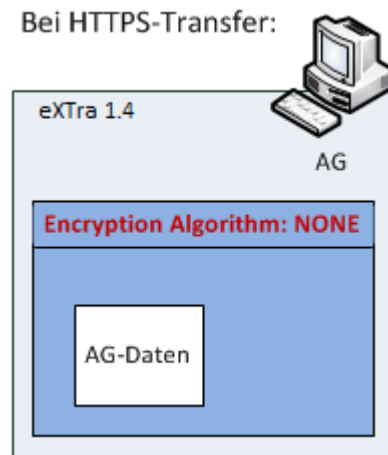 Bei HTTPS-Transfer:
eXTra 1.4
AG
Encryption Algorithm: NONE
AG-Daten